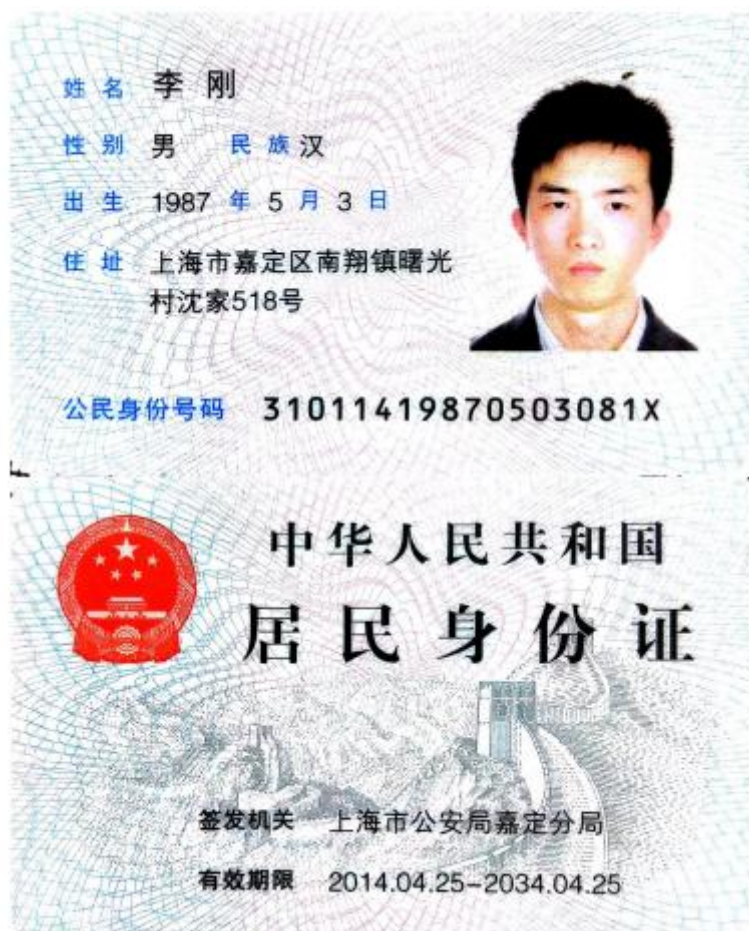 姓名 李刚
性别 男 民族 汉
出生 1987 年 5 月 3 日
住址 上海市嘉定区南翔镇曙光
村沈家518号
公民身份号码 31011419870503081X
中华人民共和国
居民身份证
签发机关 上海市公安局嘉定分局
有效期限 2014.04.25-2034.04.25